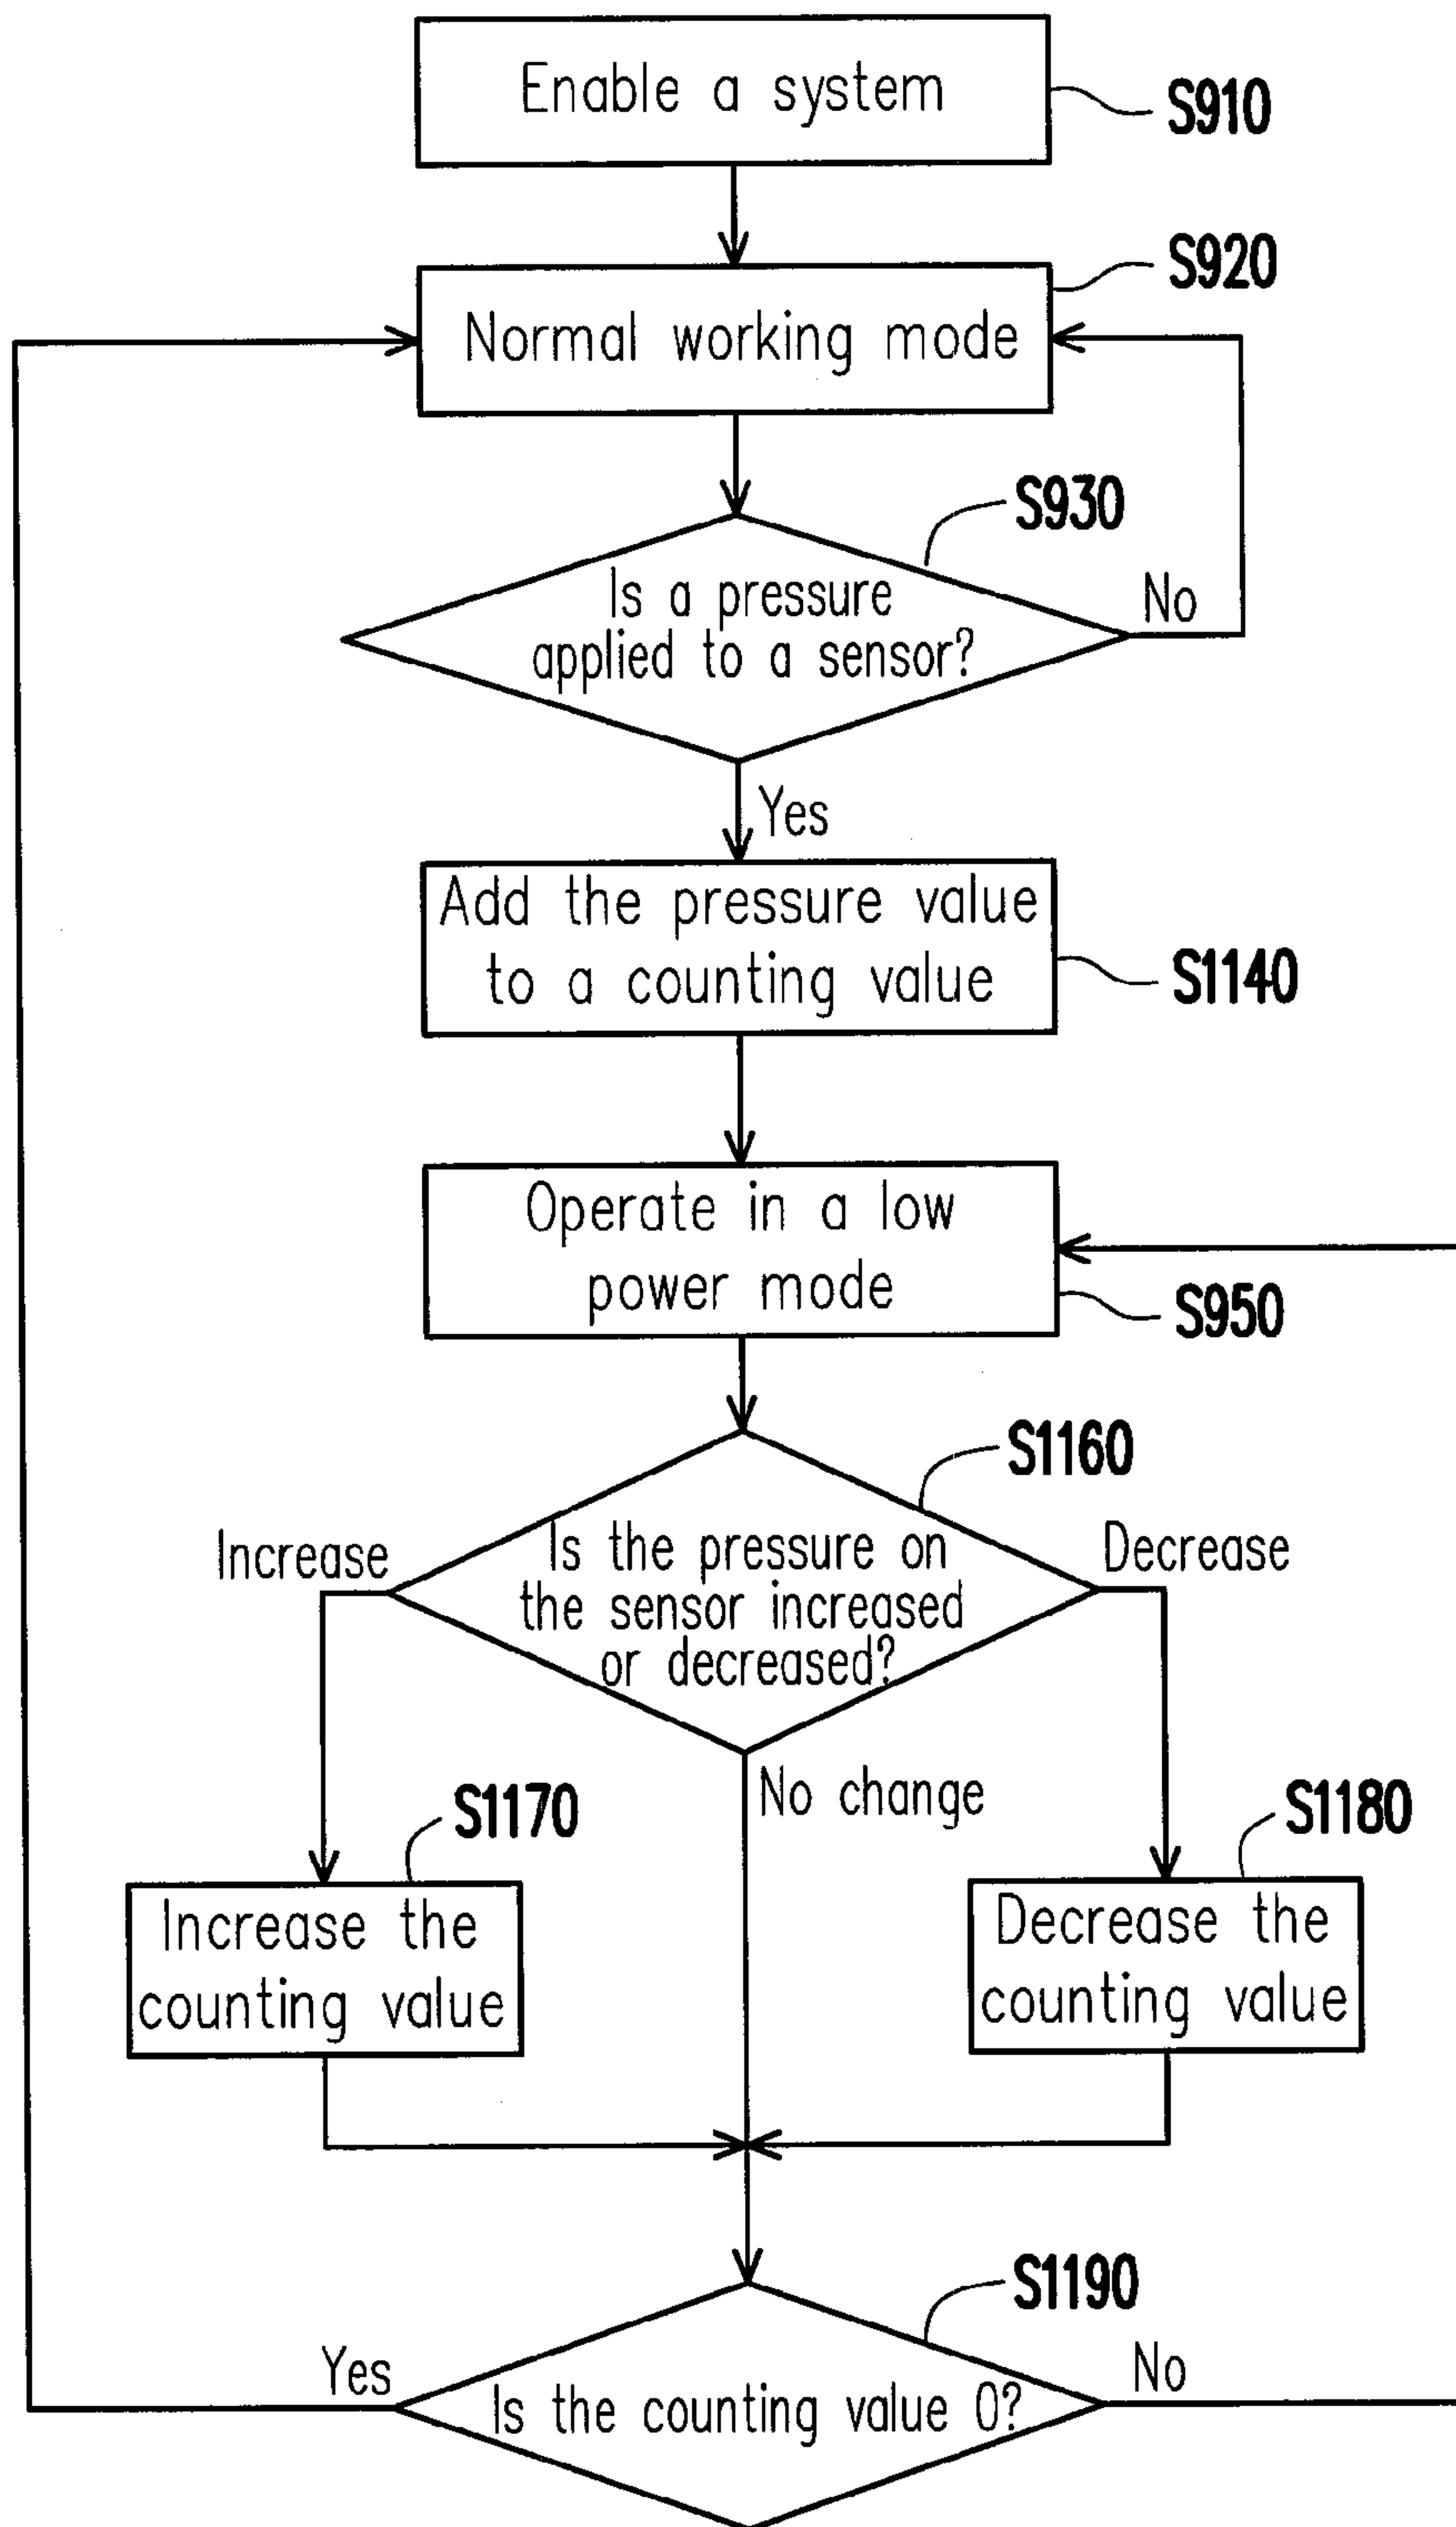 Enable a system
S910
S920
Normal working mode
S930
Is a pressure
applied to a sensor?
No
Yes
Add the pressure value
to a counting value
S1140
Operate in a low
power mode
S950
S1160
Increase
Is the pressure on
the sensor increased
or decreased?
Decrease
No change
S1170
S1180
Increase the
counting value
Decrease the
counting value
S1190
Yes
Is the counting value 0?
No